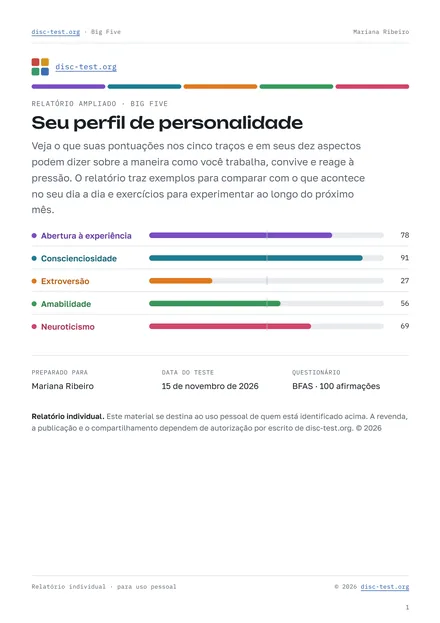 disc-test.org · Big Five
Mariana Ribeiro
disc-test.org
RELATÓRIO AMPLIADO · BIG FIVE
Seu perfil de personalidade
Veja o que suas pontuações nos cinco traços e em seus dez aspectos
podem dizer sobre a maneira como você trabalha, convive e reage à
pressão. O relatório traz exemplos para comparar com o que acontece
no seu dia a dia e exercícios para experimentar ao longo do próximo
mês.
Abertura à experiência 78
Conscienciosidade 91
Extroversão 27
Amabilidade 56
Neuroticismo 69
PREPARADO PARA
Mariana Ribeiro
DATA DO TESTE
15 de novembro de 2026
QUESTIONÁRIO
BFAS · 100 afirmações
Relatório individual. Este material se destina ao uso pessoal de quem está identificado acima. A revenda,
a publicação e o compartilhamento dependem de autorização por escrito de disc-test.org. © 2026
Relatório individual · para uso pessoal
© 2026 disc-test.org
1